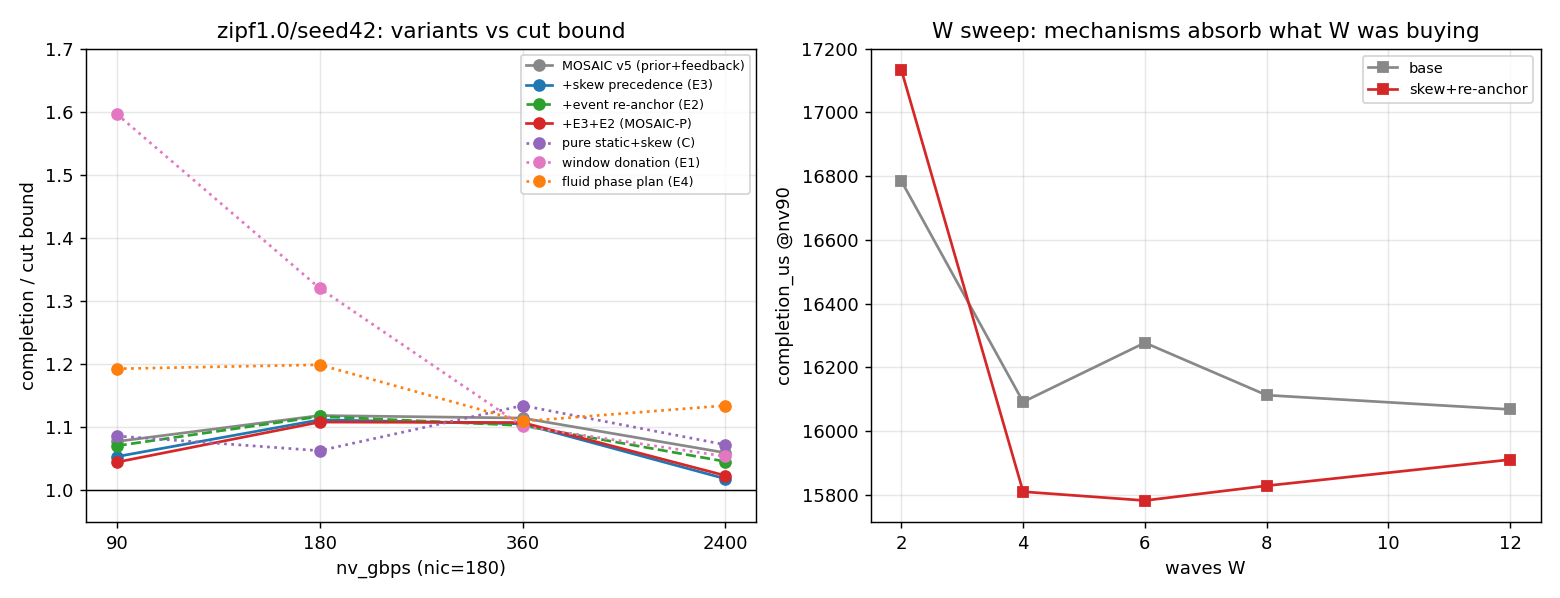 zipf1.0/seed42: variants vs cut bound
completion / cut bound
1.7
1.6
1.5
1.4
1.3
1.2
1.1
1.0
MOSAIC v5 (prior+feedback)
+skew precedence (E3)
+event re-anchor (E2)
+E3+E2 (MOSAIC-P)
pure static+skew (C)
window donation (E1)
fluid phase plan (E4)
90
180
360
2400
nv_gbps (nic=180)
W sweep: mechanisms absorb what W was buying
completion_us @nv90
17200
17000
16800
16600
16400
16200
16000
15800
base
skew+re-anchor
2
4
6
8
10
12
waves W